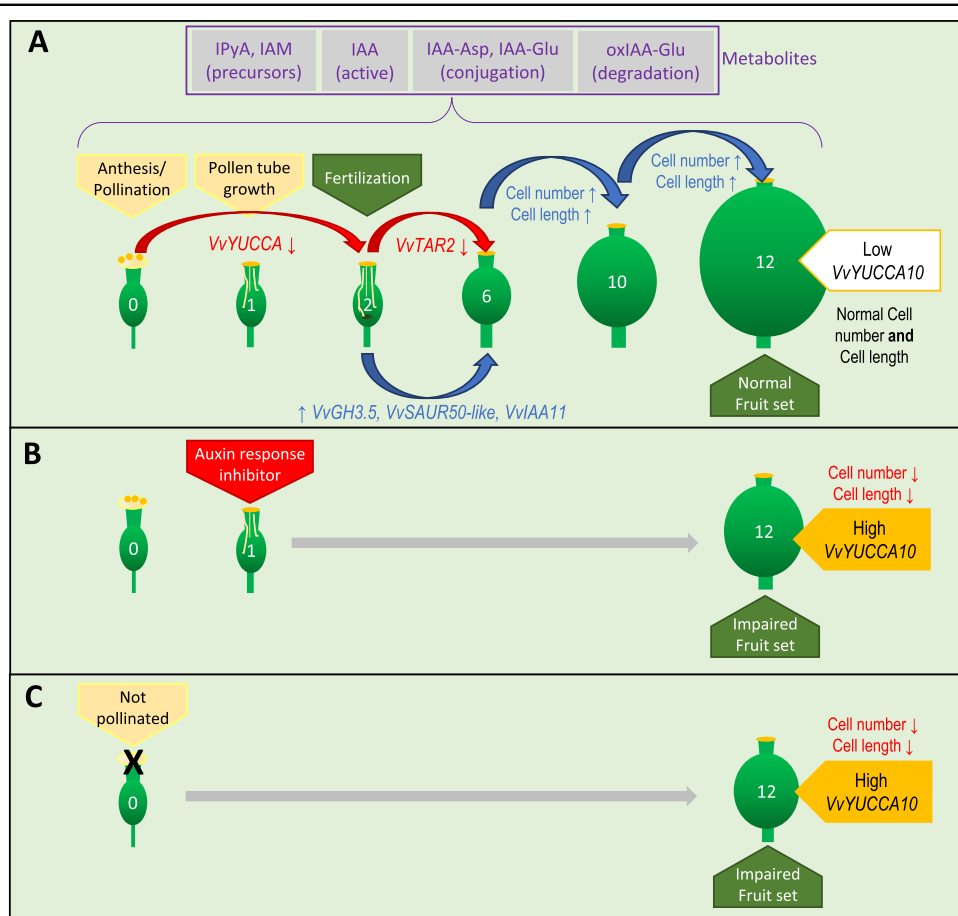 A
IPyA, IAM
(precursors)
IAA
(active)
IAA-Asp, IAA-Glu
(conjugation)
oxIAA-Glu
(degradation)
Metabolites
Anthesis/
Pollination
Pollen tube
growth
Fertilization
Cell number ↑
Cell length ↑
Cell number ↑
Cell length ↑
VvYUCCA ↓
VvTAR2 ↓
0
1
2
6
10
12
Low
VvYUCCA10
Normal Cell
number and
Cell length
Normal
Fruit set
↑ VvGH3.5, VvSAUR50-like, VvIAA11
B
Auxin response
inhibitor
0
1
12
Cell number ↓
Cell length ↓
High
VvYUCCA10
Impaired
Fruit set
C
Not
pollinated
X
0
12
Cell number ↓
Cell length ↓
High
VvYUCCA10
Impaired
Fruit set